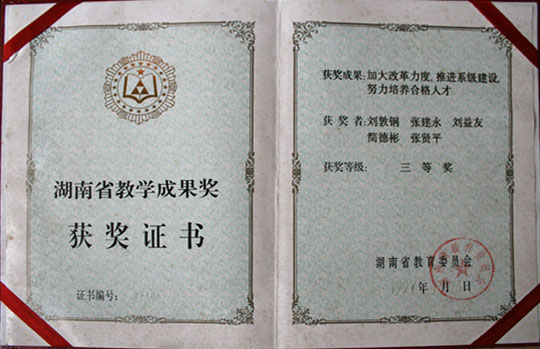 湖南省教学成果奖
获奖证书
证书编号：
获奖成果:加大改革力度,推进系级建设,
努力培养合格人才
获奖者:刘敦钢 张建永 刘益友
简德彬 张贤平
获奖等级: 三等奖
湖南省教育委员会
年 月 日